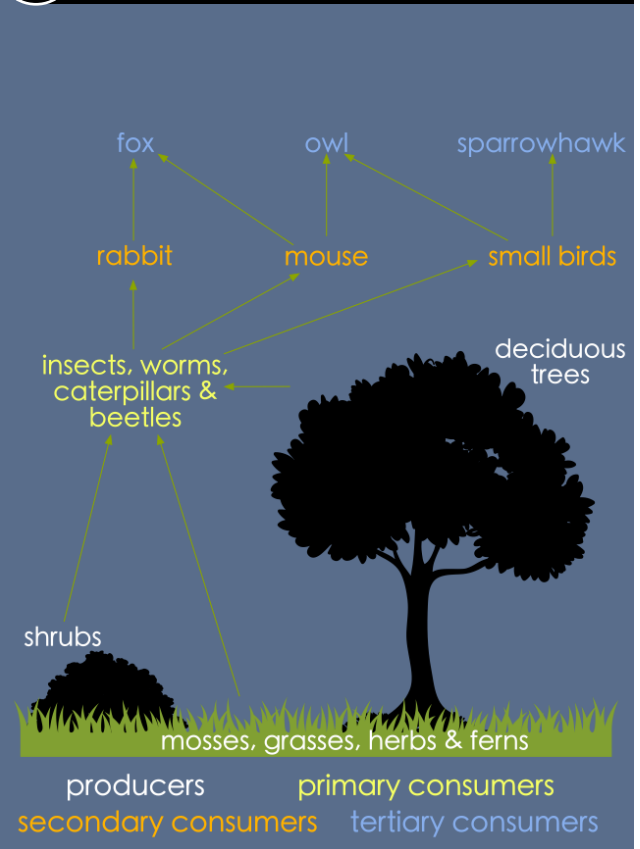 fox
owl
sparrowhawk
rabbit
mouse
small birds
deciduous
trees
insects, worms,
caterpillars &
beetles
shrubs
mosses, grasses, herbs & ferns
producers
primary consumers
secondary consumers
tertiary consumers